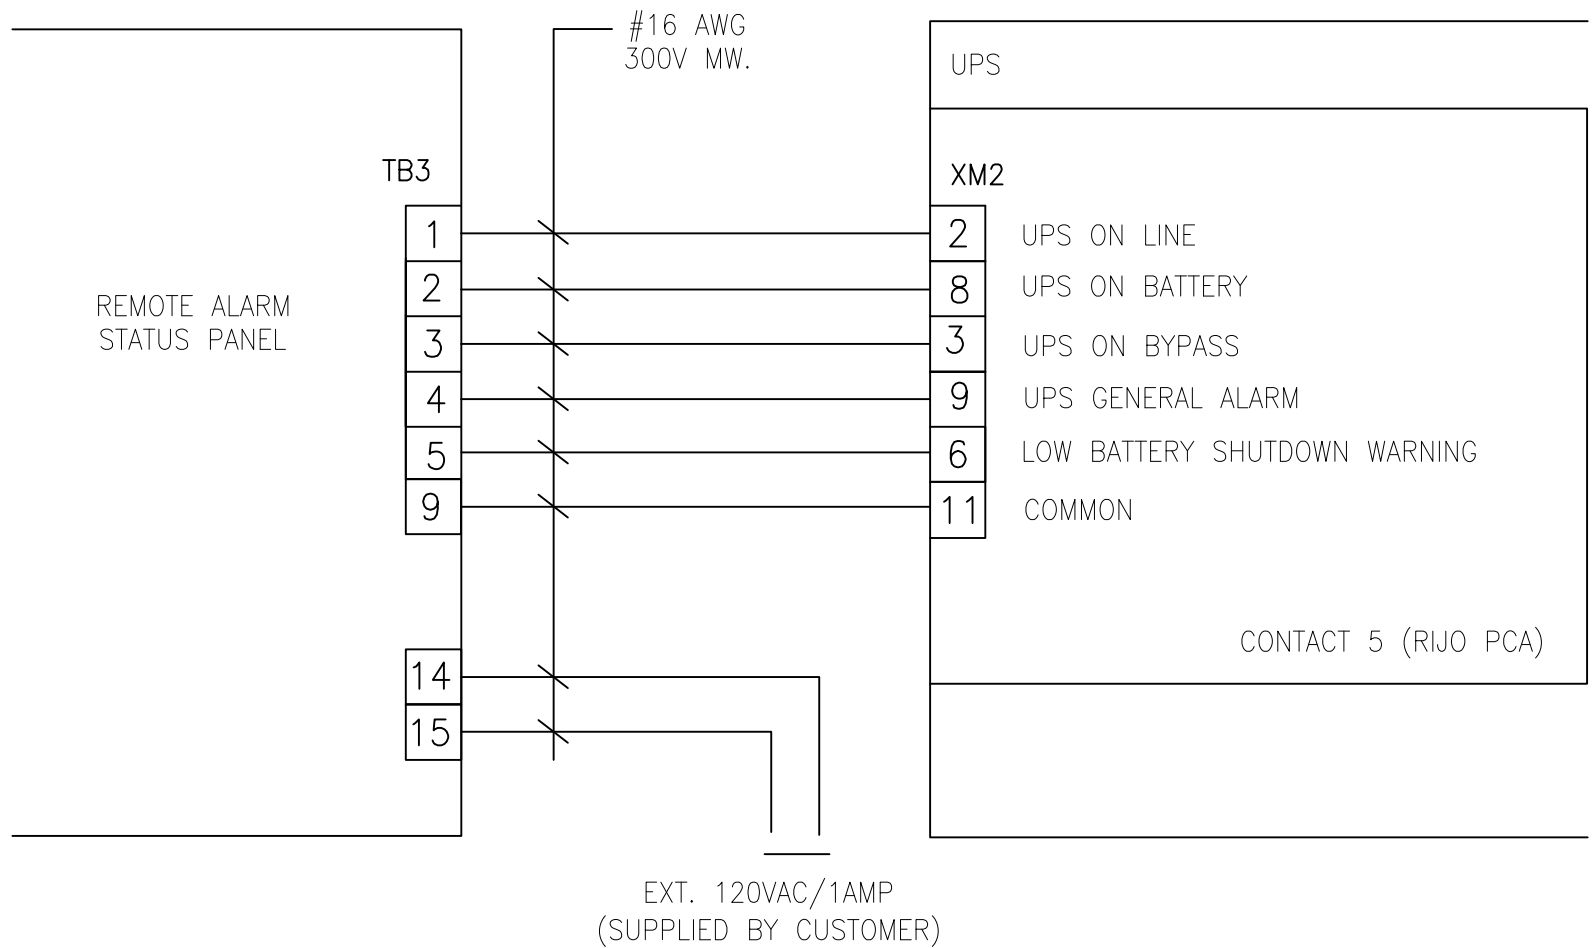 #16 AWG
300V MW.
UPS
TB3
XM2
1
2
3
4
5
9
14
15
REMOTE ALARM
STATUS PANEL
2 UPS ON LINE
8 UPS ON BATTERY
3 UPS ON BYPASS
9 UPS GENERAL ALARM
6 LOW BATTERY SHUTDOWN WARNING
11 COMMON
CONTACT 5 (RIJO PCA)
EXT. 120VAC/1AMP
(SUPPLIED BY CUSTOMER)